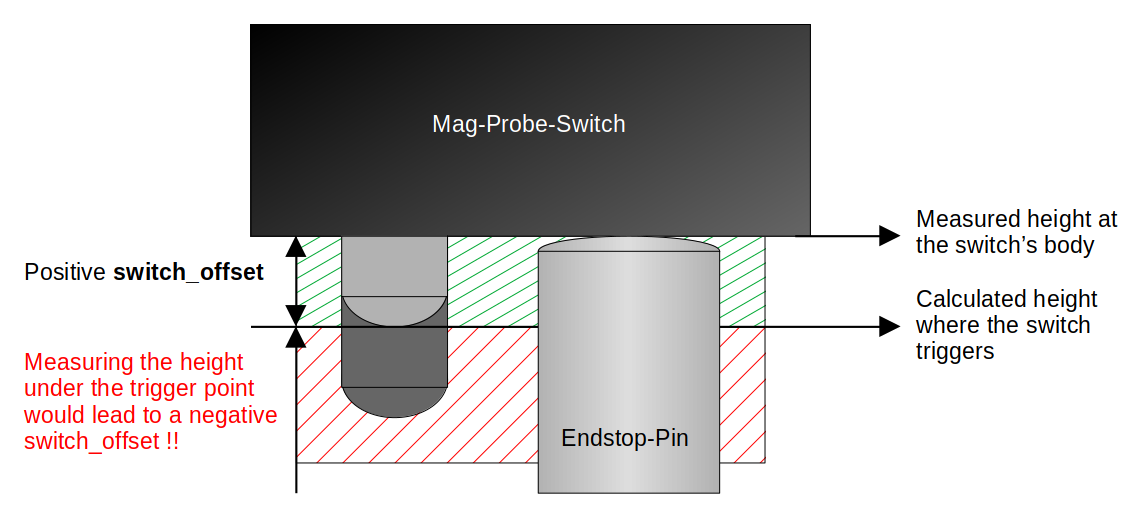 Mag-Probe-Switch
Measured height at
the switch's body
Positive switch_offset
Calculated height
where the switch
triggers
Measuring the height
under the trigger point
would lead to a negative
switch_offset !!
Endstop-Pin